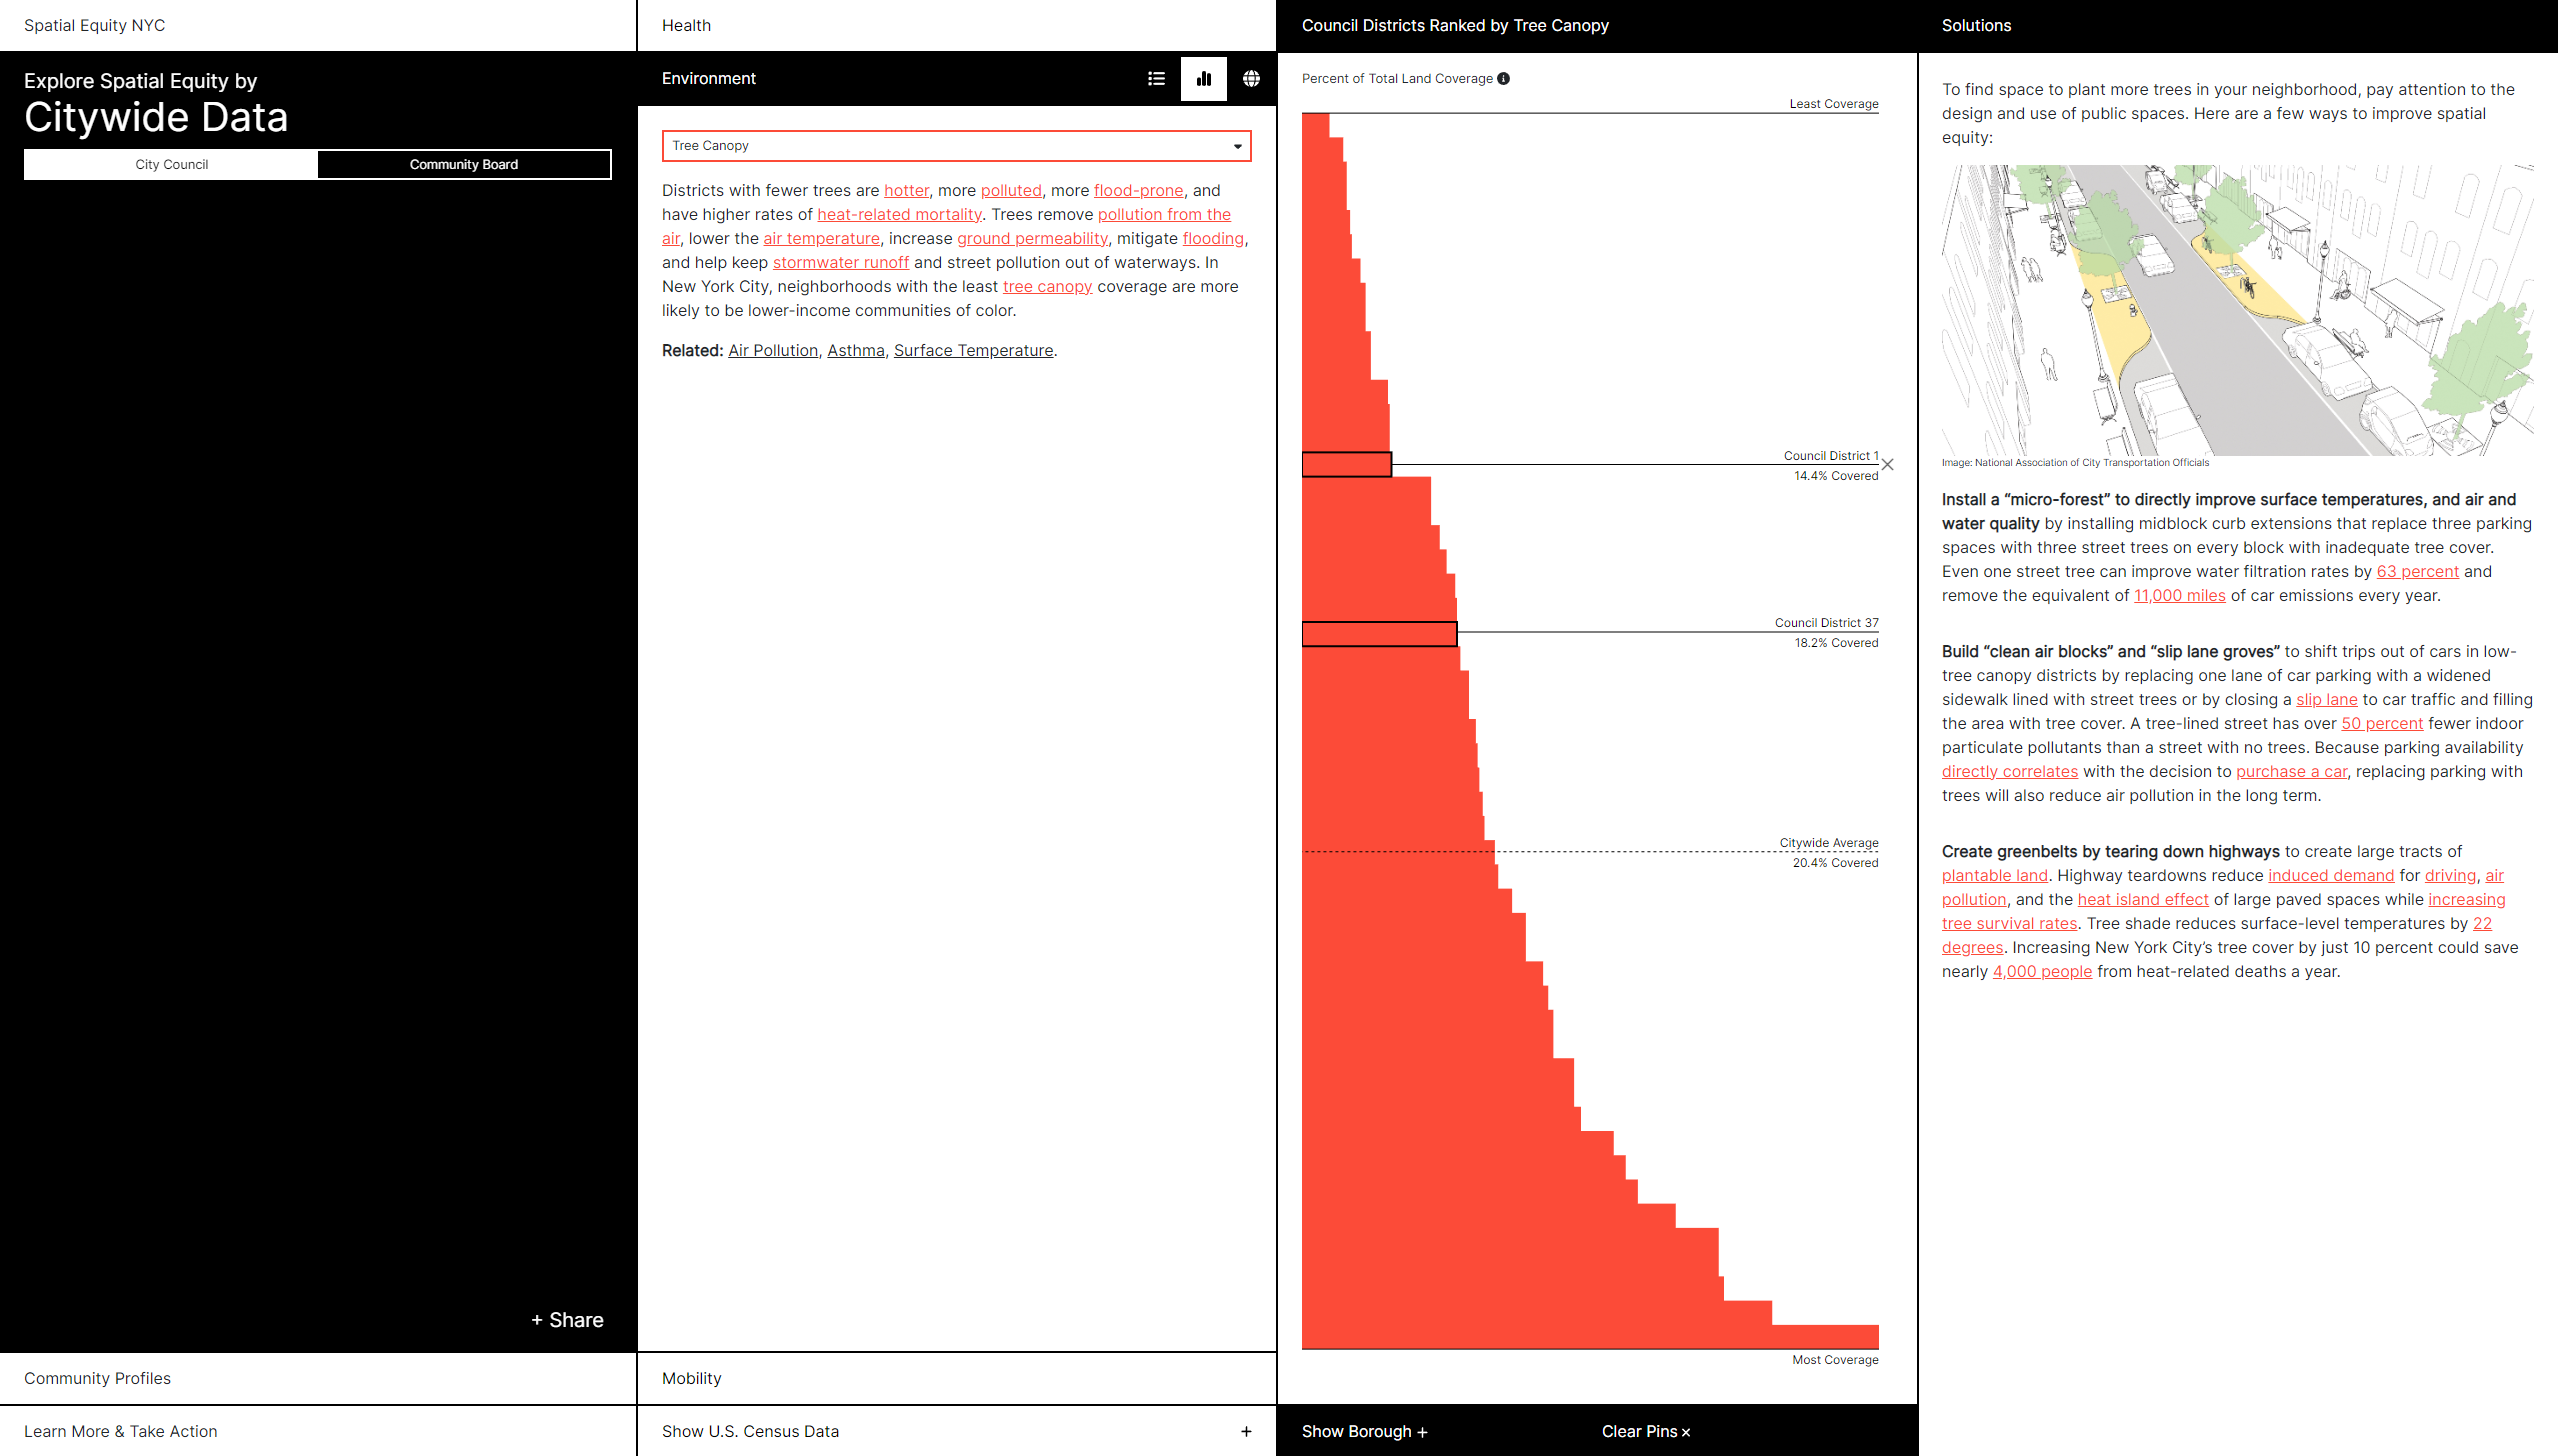 Spatial Equity NYC
Explore Spatial Equity by
Citywide Data
City Council
Community Board
+ Share
Community Profiles
Learn More & Take Action
Health
Environment
Tree Canopy
Districts with fewer trees are hotter, more polluted, more flood-prone, and
have higher rates of heat-related mortality. Trees remove pollution from the
air, lower the air temperature, increase ground permeability, mitigate flooding,
and help keep stormwater runoff and street pollution out of waterways. In
New York City, neighborhoods with the least tree canopy coverage are more
likely to be lower-income communities of color.
Related: Air Pollution, Asthma, Surface Temperature.
Mobility
Show U.S. Census Data +
Council Districts Ranked by Tree Canopy
Percent of Total Land Coverage
Least Coverage
Council District 1
14.4% Covered
Council District 37
18.2% Covered
Citywide Average
20.4% Covered
Most Coverage
Show Borough +
Clear Pins ×
Solutions
To find space to plant more trees in your neighborhood, pay attention to the
design and use of public spaces. Here are a few ways to improve spatial
equity:
Image: National Association of City Transportation Officials
Install a “micro-forest” to directly improve surface temperatures, and air and
water quality by installing midblock curb extensions that replace three parking
spaces with three street trees on every block with inadequate tree cover.
Even one street tree can improve water filtration rates by 63 percent and
remove the equivalent of 11,000 miles of car emissions every year.
Build “clean air blocks” and “slip lane groves” to shift trips out of cars in low-
tree canopy districts by replacing one lane of car parking with a widened
sidewalk lined with street trees or by closing a slip lane to car traffic and filling
the area with tree cover. A tree-lined street has over 50 percent fewer indoor
particulate pollutants than a street with no trees. Because parking availability
directly correlates with the decision to purchase a car, replacing parking with
trees will also reduce air pollution in the long term.
Create greenbelts by tearing down highways to create large tracts of
plantable land. Highway teardowns reduce induced demand for driving, air
pollution, and the heat island effect of large paved spaces while increasing
tree survival rates. Tree shade reduces surface-level temperatures by 22
degrees. Increasing New York City’s tree cover by just 10 percent could save
nearly 4,000 people from heat-related deaths a year.